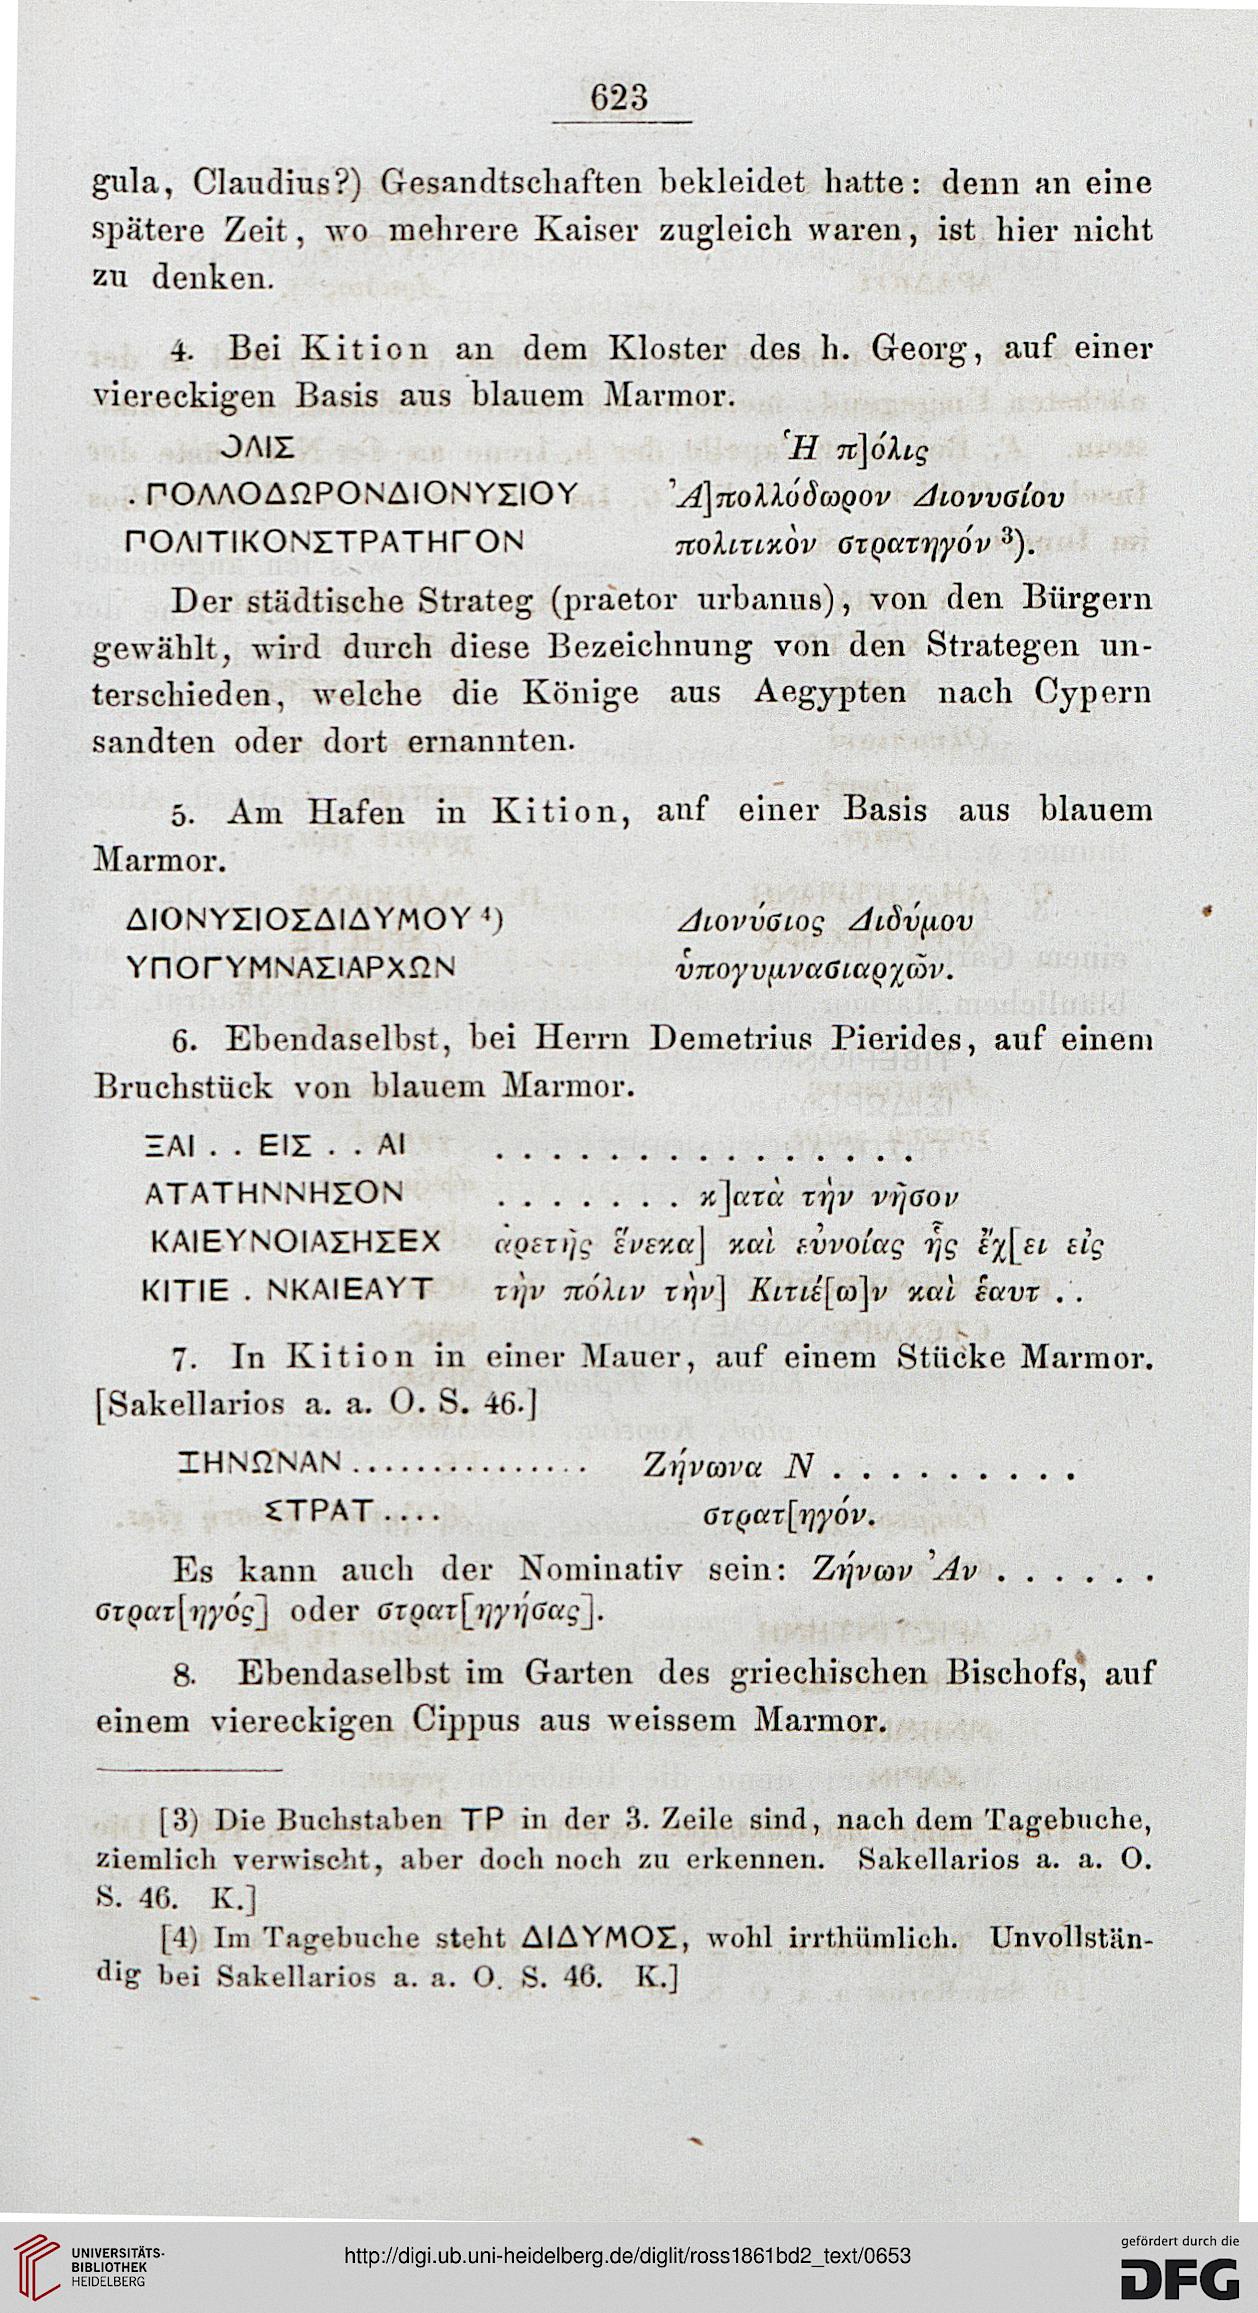 623
gula, Claudius?) Gesandtschaften bekleidet hatte: denn an eine
spätere Zeit, wo mehrere Kaiser zugleich waren, ist hier nicht
zu denken.
4. Bei Kition an dem Kloster des h. Georg, auf einer
viereckigen Basis aus blauem Marmor.
ΟΛΙΣ Ἡ π]όλις
. ΠΟΛΛΟΔΩΡΟΝΔΙΟΝΥΣΙΟΥ Ἀ]πολλόδωρον Διονυσίου
ΠΟΛΙΤΙΚΟΝΣΤΡΑΤΗΓΟΝ πολιτικὸν στρατηγόν ³).
Der städtische Strateg (praetor urbanus), von den Bürgern
gewählt, wird durch diese Bezeichnung von den Strategen un-
terschieden, welche die Könige aus Aegypten nach Cypern
sandten oder dort ernannten.
5. Am Hafen in Kition, auf einer Basis aus blauem
Marmor.
ΔΙΟΝΥΣΙΟΣΔΙΔΥΜΟΥ ⁴) Διονύσιος Διδύμου
ΥΠΟΓΥΜΝΑΣΙΑΡΧΩΝ ὑπογυμνασιαρχῶν.
6. Ebendaselbst, bei Herrn Demetrius Pierides, auf einem
Bruchstück von blauem Marmor.
ΞΑΙ . . ΕΙΣ . . ΑΙ . . . . . . . . . . . . . . .
ΑΤΑΤΗΝΝΗΣΟΝ . . . . . . . κ]ατὰ τὴν νῆσον
ΚΑΙΕΥΝΟΙΑΣΗΣΕΧ ἀρετῆς ἕνεκα] καὶ εὐνοίας ἧς ἔχ[ει εἰς
ΚΙΤΙΕ . ΝΚΑΙΕΑΥΤ τὴν πόλιν τὴν] Κιτιέ[ω]ν καὶ ἑαυτ . .
7. In Kition in einer Mauer, auf einem Stücke Marmor.
[Sakellarios a. a. O. S. 46.]
ΖΗΝΩΝΑΝ ................ Ζήνωνα Ν . . . . . . . . .
ΣΤΡΑΤ .... στρατ[ηγόν.
Es kann auch der Nominativ sein: Ζήνων Ἀν . . . . . .
στρατ[ηγός] oder στρατ[ηγήσας].
8. Ebendaselbst im Garten des griechischen Bischofs, auf
einem viereckigen Cippus aus weissem Marmor.
[3) Die Buchstaben ΤΡ in der 3. Zeile sind, nach dem Tagebuche,
ziemlich verwischt, aber doch noch zu erkennen. Sakellarios a. a. O.
S. 46. K.]
[4) Im Tagebuche steht ΔΙΔΥΜΟΣ, wohl irrthümlich. Unvollstän-
dig bei Sakellarios a. a. O. S. 46. K.]
UNIVERSITÄTS-
BIBLIOTHEK
HEIDELBERG
http://digi.ub.uni-heidelberg.de/diglit/ross1861bd2_text/0653
gefördert durch die
DFG